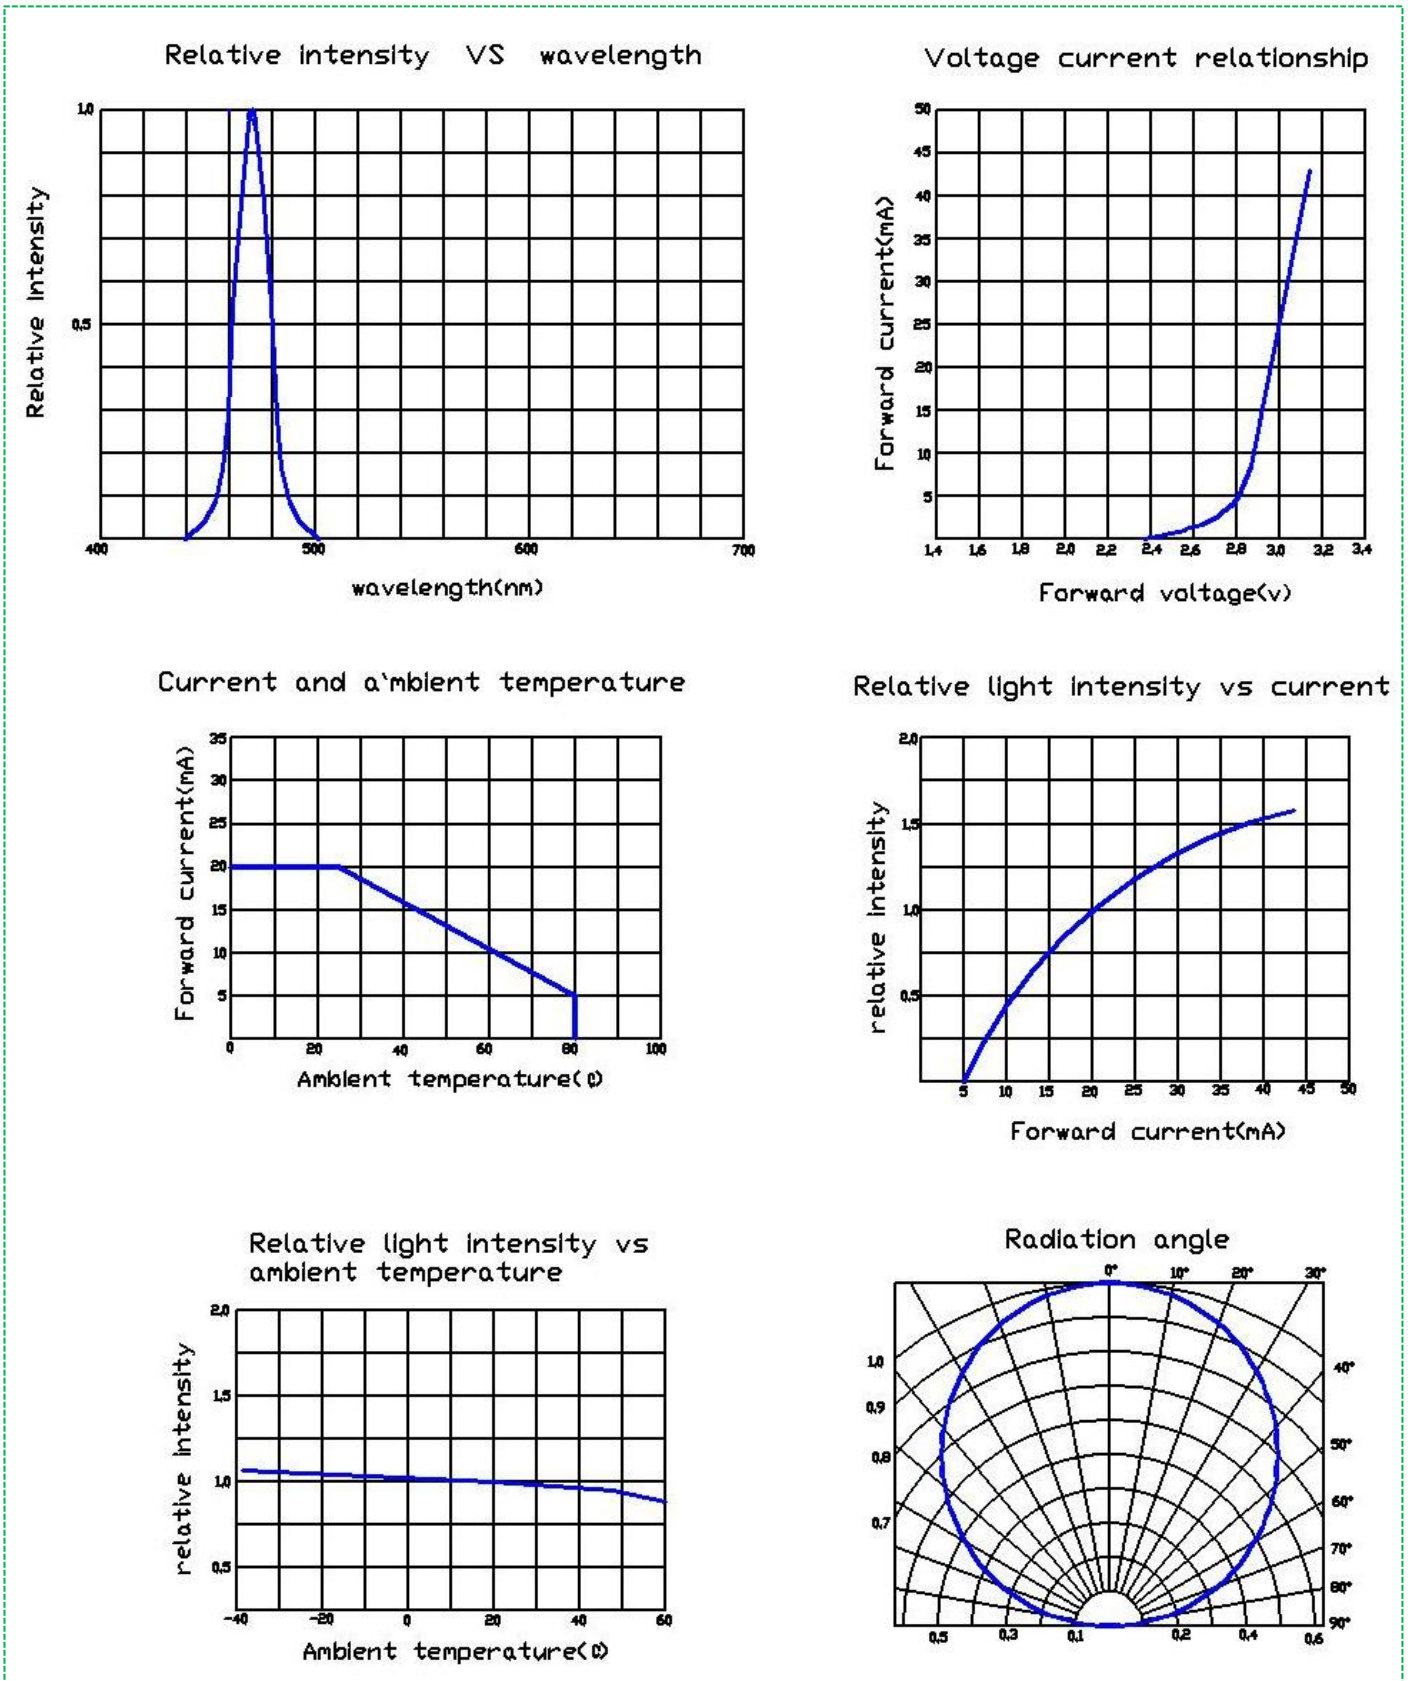 Relative intensity VS wavelength
Relative intensity
1.0
0.5
400 500 600 700
wavelength(nm)
Voltage current relationship
Forward current(mA)
50
45
40
35
30
25
20
15
10
5
1.4 1.6 1.8 2.0 2.2 2.4 2.6 2.8 3.0 3.2 3.4
Forward voltage(v)
Current and a`mbient temperature
Forward current(mA)
35
30
25
20
15
10
5
0 20 40 60 80 100
Ambient temperature(℃)
Relative light intensity vs current
relative intensity
2.0
1.5
1.0
0.5
5 10 15 20 25 30 35 40 45 50
Forward current(mA)
Relative light intensity vs
ambient temperature
relative intensity
2.0
1.5
1.0
0.5
-40 -20 0 20 40 60
Ambient temperature(℃)
Radiation angle
0° 10° 20° 30°
40°
50°
60°
70°
80°
90°
1.0
0.9
0.8
0.7
0.5 0.3 0.1 0.2 0.4 0.6